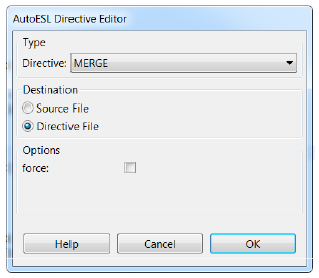 AutoESL Directive Editor
Type
Directive: MERGE
Destination
Source File
Directive File
Options
force:
Help Cancel OK